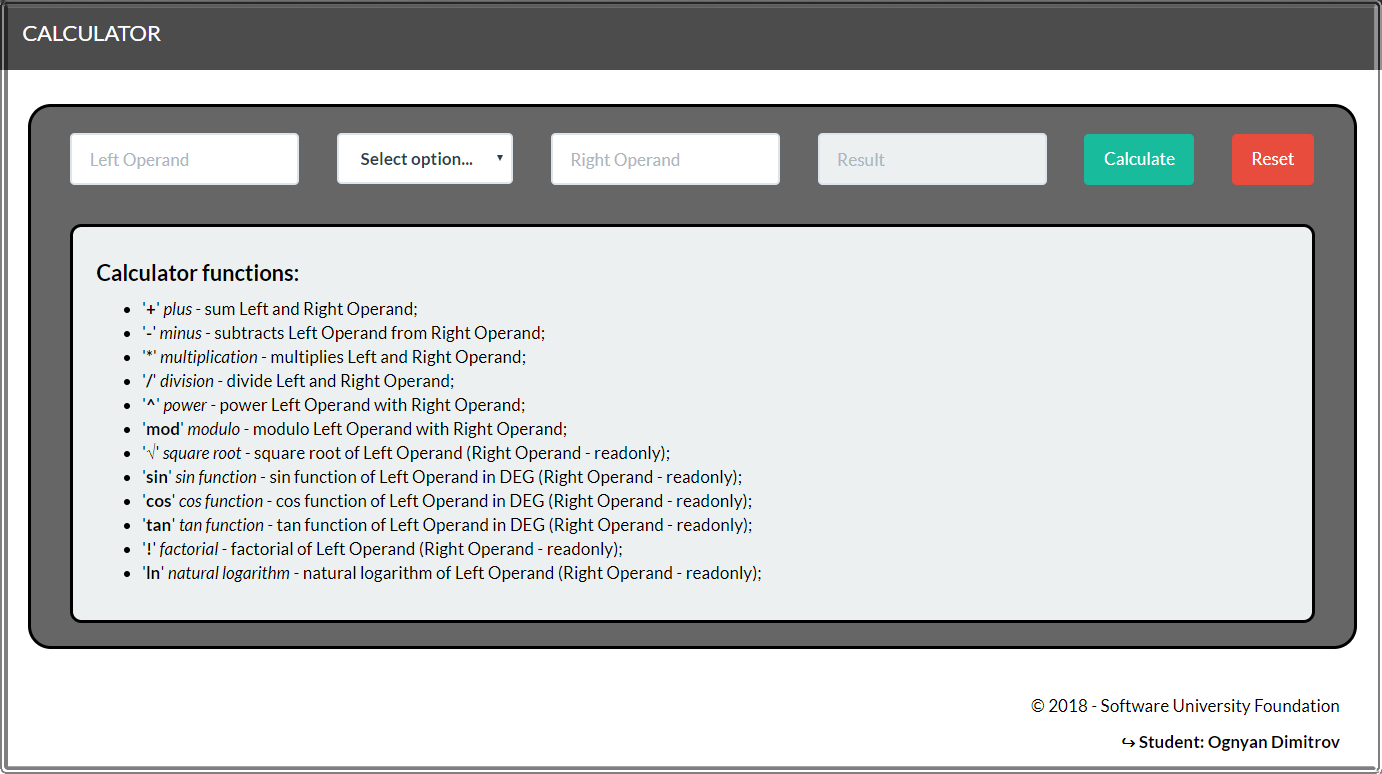 CALCULATOR
Left Operand Select option... ▾ Right Operand Result Calculate Reset
Calculator functions:
• '+' plus - sum Left and Right Operand;
• '-' minus - subtracts Left Operand from Right Operand;
• '*' multiplication - multiplies Left and Right Operand;
• '/' division - divide Left and Right Operand;
• '^' power - power Left Operand with Right Operand;
• 'mod' modulo - modulo Left Operand with Right Operand;
• '√' square root - square root of Left Operand (Right Operand - readonly);
• 'sin' sin function - sin function of Left Operand in DEG (Right Operand - readonly);
• 'cos' cos function - cos function of Left Operand in DEG (Right Operand - readonly);
• 'tan' tan function - tan function of Left Operand in DEG (Right Operand - readonly);
• '!' factorial - factorial of Left Operand (Right Operand - readonly);
• 'ln' natural logarithm - natural logarithm of Left Operand (Right Operand - readonly);
© 2018 - Software University Foundation
↪ Student: Ognyan Dimitrov